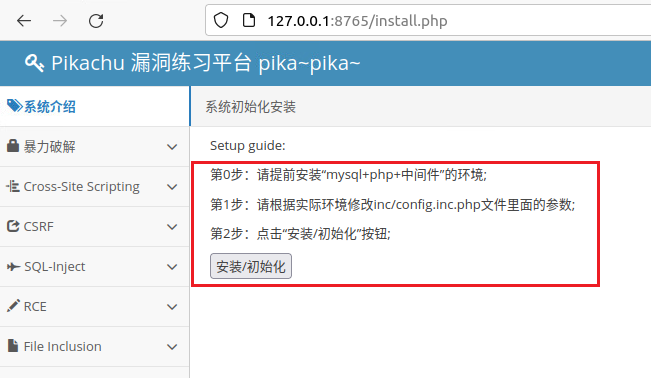 127.0.0.1:8765/install.php
Pikachu 漏洞练习平台 pika~pika~
系统介绍
系统初始化安装
暴力破解
Cross-Site Scripting
CSRF
SQL-Inject
RCE
File Inclusion
Setup guide:
第0步：请提前安装“mysql+php+中间件”的环境;
第1步：请根据实际环境修改inc/config.inc.php文件里面的参数;
第2步：点击“安装/初始化”按钮;
安装/初始化